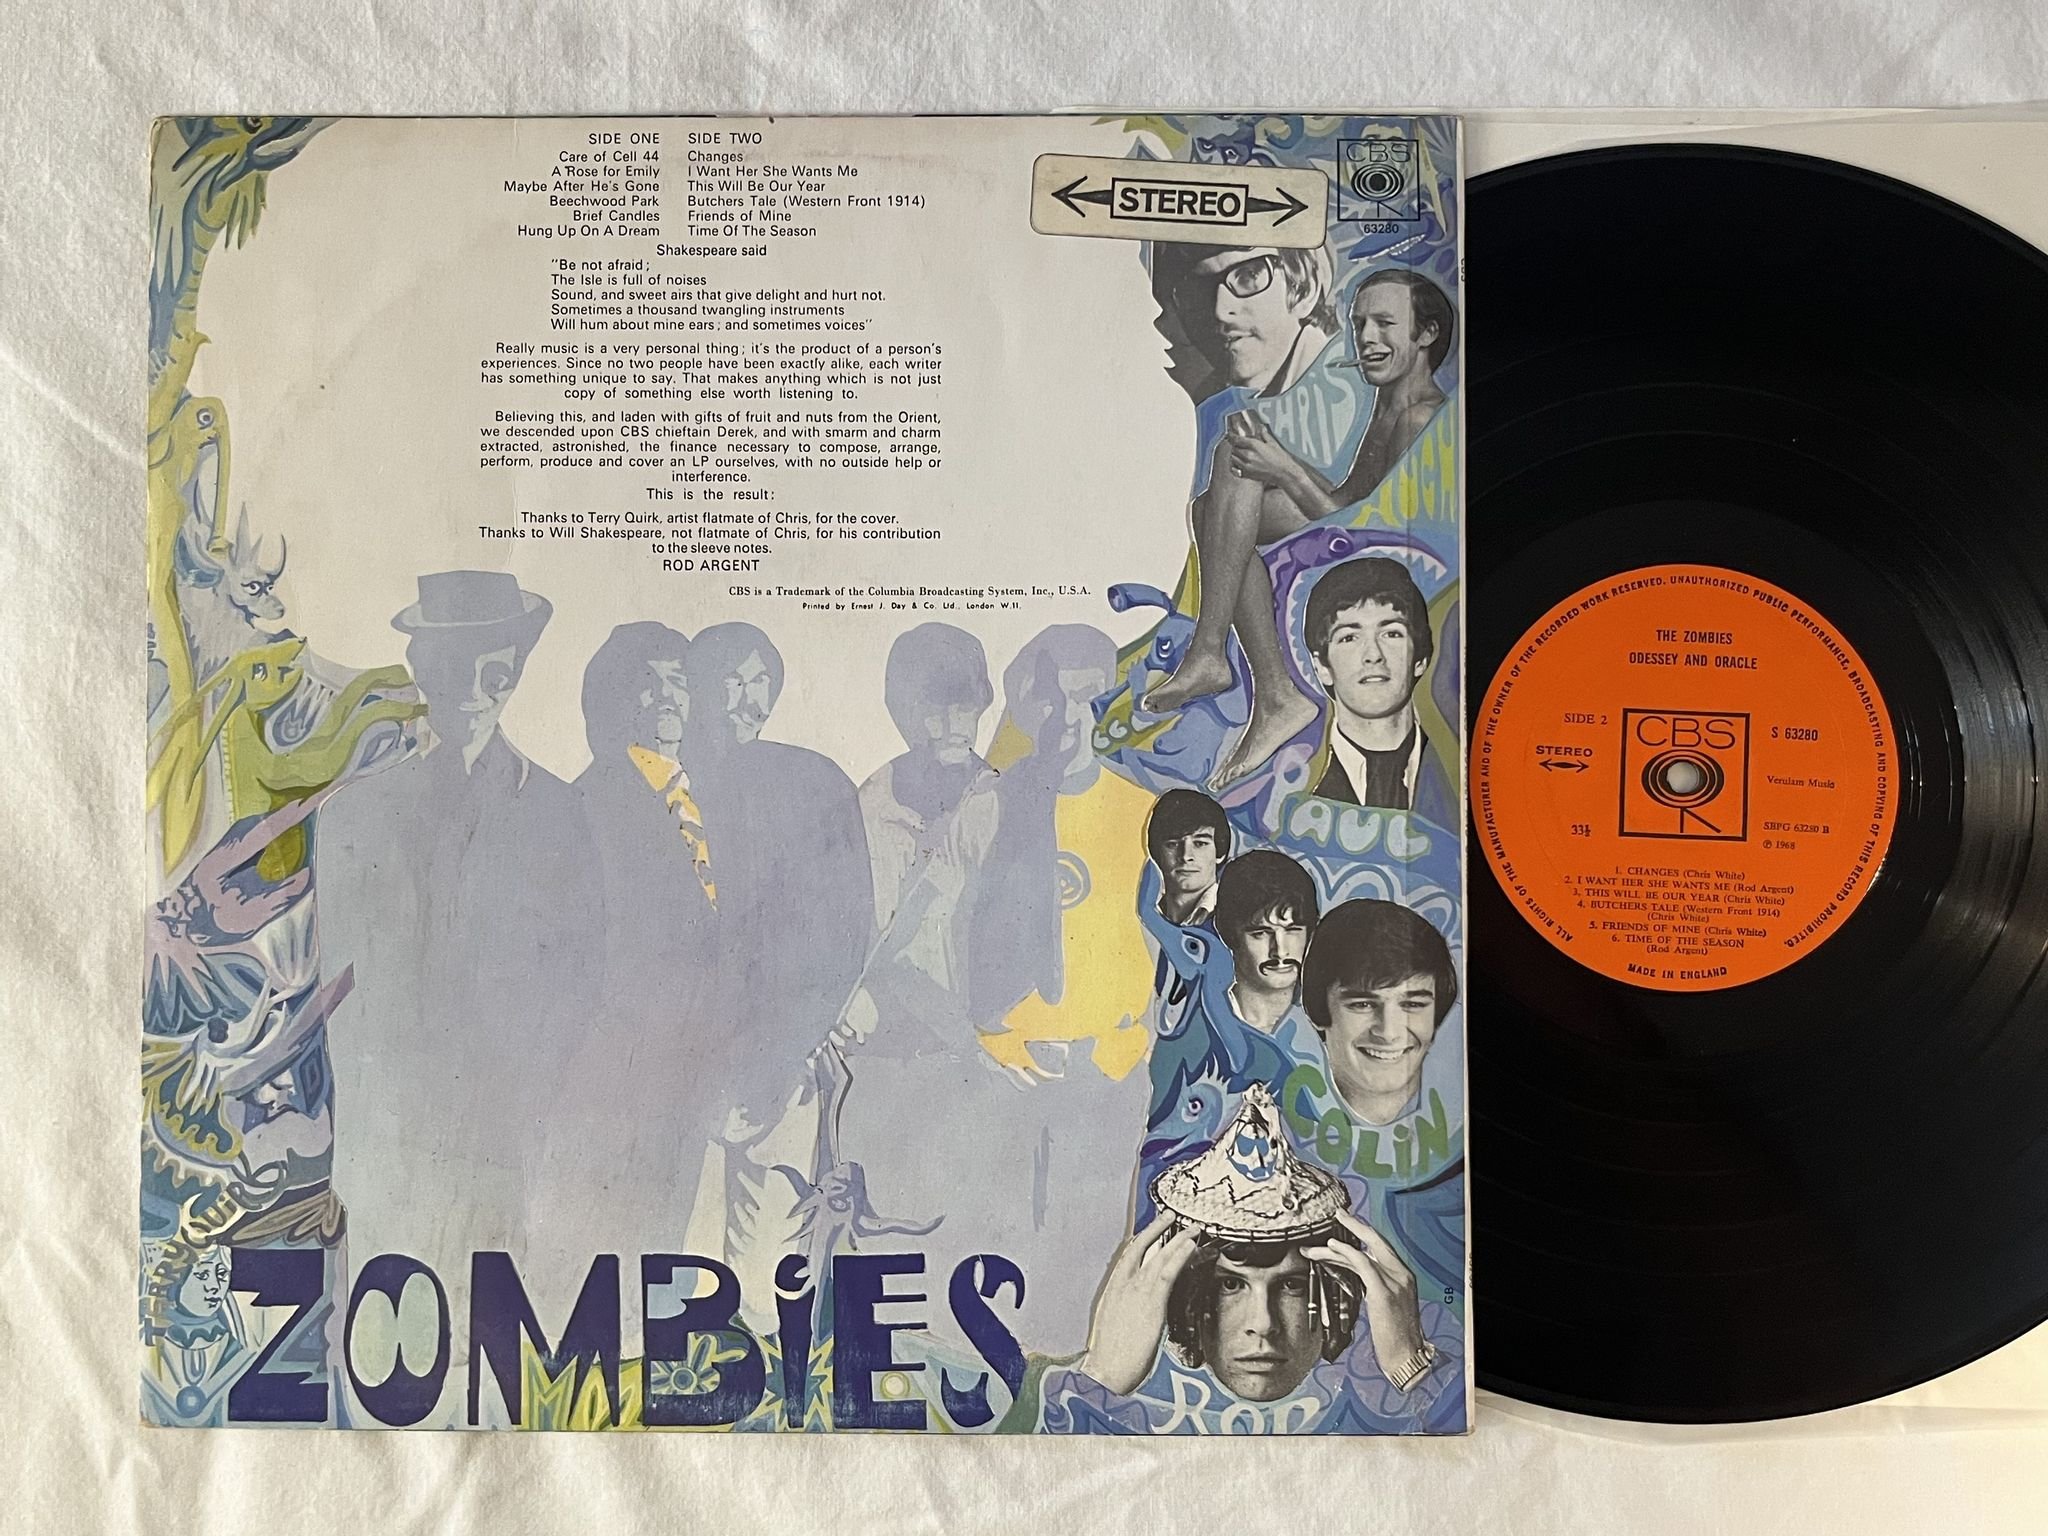 SIDE ONE
Care of Cell 44
A Rose for Emily
Maybe After He's Gone
Beechwood Park
Brief Candles
Hung Up On A Dream
SIDE TWO
Changes
I Want Her She Wants Me
This Will Be Our Year
Butchers Tale (Western Front 1914)
Friends of Mine
Time Of The Season
Shakespeare said
"Be not afraid;
The Isle is full of noises
Sound, and sweet airs that give delight and hurt not.
Sometimes a thousand twangling instruments
Will hum about mine ears; and sometimes voices"
Really music is a very personal thing; it's the product of a person's
experiences. Since no two people have been exactly alike, each writer
has something unique to say. That makes anything which is not just
copy of something else worth listening to.
Believing this, and laden with gifts of fruit and nuts from the Orient,
we descended upon CBS chieftain Derek, and with smarm and charm
extracted, astronished, the finance necessary to compose, arrange,
perform, produce and cover an LP ourselves, with no outside help or
interference.
This is the result:
Thanks to Terry Quirk, artist flatmate of Chris, for the cover.
Thanks to Will Shakespeare, not flatmate of Chris, for his contribution
to the sleeve notes.
ROD ARGENT
CBS is a Trademark of the Columbia Broadcasting System, Inc., U.S.A.
Printed by Ernest J. Day & Co. Ltd., London W.11.
STEREO
CBS
63280
CHRIS
HUGH
PAUL
COLiN
ROD
TERRY QUIRK
ZOMBiES
GB
ALL RIGHTS OF THE MANUFACTURER AND OF THE OWNER OF THE RECORDED WORK RESERVED. UNAUTHORIZED PUBLIC PERFORMANCE, BROADCASTING AND COPYING OF THIS RECORD PROHIBITED.
THE ZOMBIES
ODESSEY AND ORACLE
SIDE 2
STEREO
33⅓
CBS
S 63280
Verulam Music
SBPG 63280 B
℗ 1968
1. CHANGES (Chris White)
2. I WANT HER SHE WANTS ME (Rod Argent)
3. THIS WILL BE OUR YEAR (Chris White)
4. BUTCHERS TALE (Western Front 1914)
(Chris White)
5. FRIENDS OF MINE (Chris White)
6. TIME OF THE SEASON
(Rod Argent)
MADE IN ENGLAND